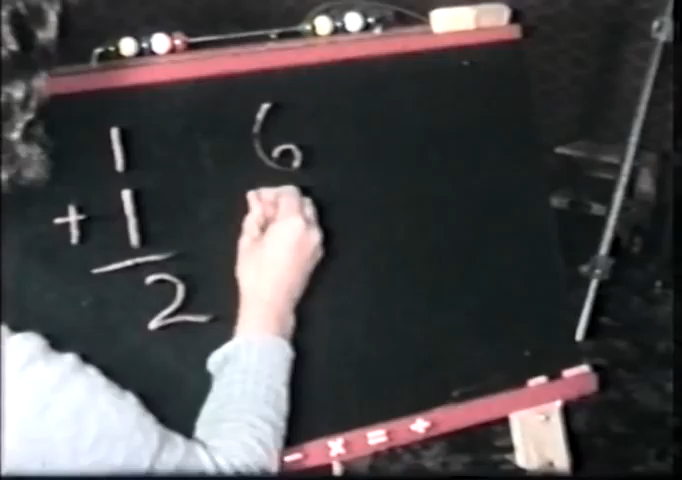 1 6
+ 1
2
- × = +